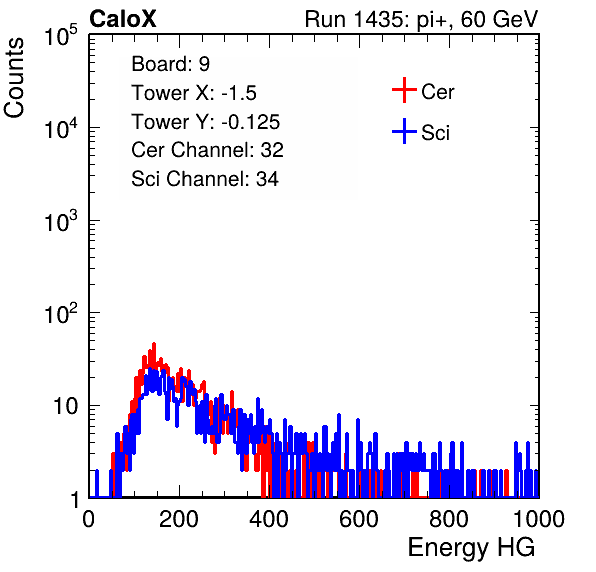 CaloX Run 1435: pi+, 60 GeV
Board: 9
Tower X: -1.5
Tower Y: -0.125
Cer Channel: 32
Sci Channel: 34
Cer
Sci
Counts
10^5
10^4
10^3
10^2
10
1
0 200 400 600 800 1000
Energy HG